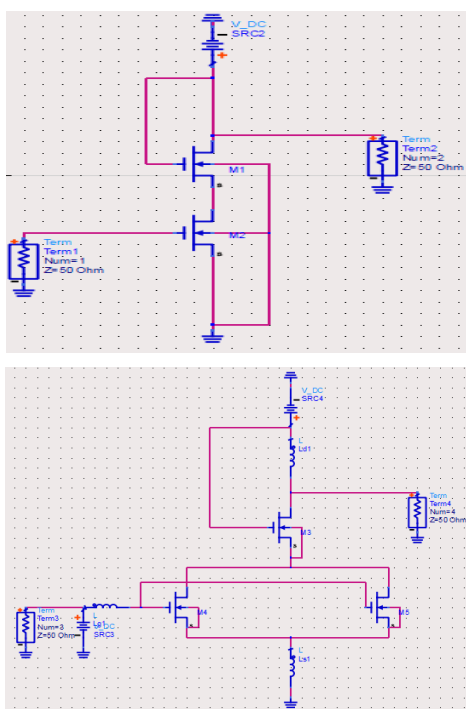 V_DC
SRC2
+
M1
Term
Term2
Num=2
Z=50 Ohm
M2
Term
Term1
Num=1
Z=50 Ohm
V_DC
SRC4
+
L
Ld1
Term
Term4
Num=4
Z=50 Ohm
M3
M4
M5
Term
Term3
Num=3
Z=50 Ohm
L
SRC3
L
Ls1